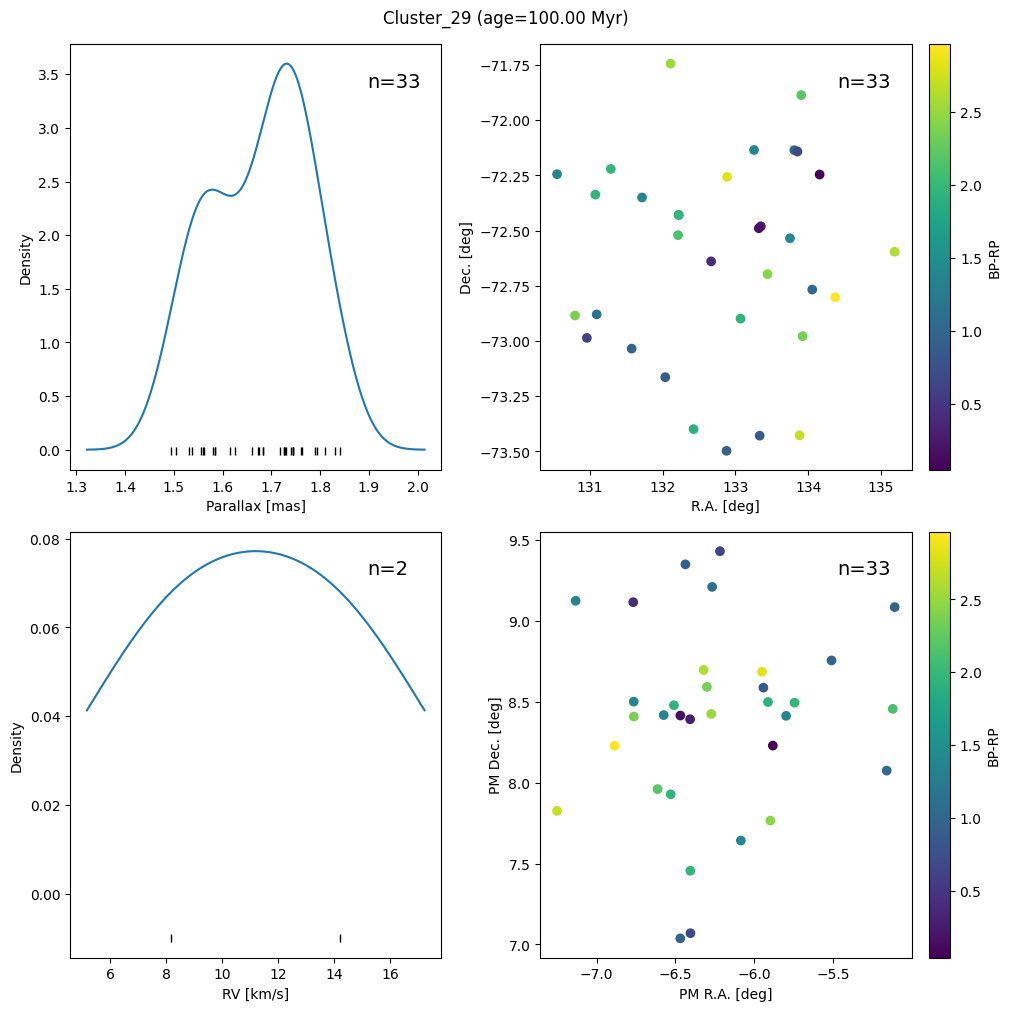 Cluster_29 (age=100.00 Myr)
n=33
3.5
3.0
2.5
2.0
1.5
1.0
0.5
0.0
Density
1.3 1.4 1.5 1.6 1.7 1.8 1.9 2.0
Parallax [mas]
n=33
−71.75
−72.00
−72.25
−72.50
−72.75
−73.00
−73.25
−73.50
Dec. [deg]
131 132 133 134 135
R.A. [deg]
2.5
2.0
1.5
1.0
0.5
BP-RP
n=2
0.08
0.06
0.04
0.02
0.00
Density
6 8 10 12 14 16
RV [km/s]
n=33
9.5
9.0
8.5
8.0
7.5
7.0
PM Dec. [deg]
−7.0 −6.5 −6.0 −5.5
PM R.A. [deg]
2.5
2.0
1.5
1.0
0.5
BP-RP